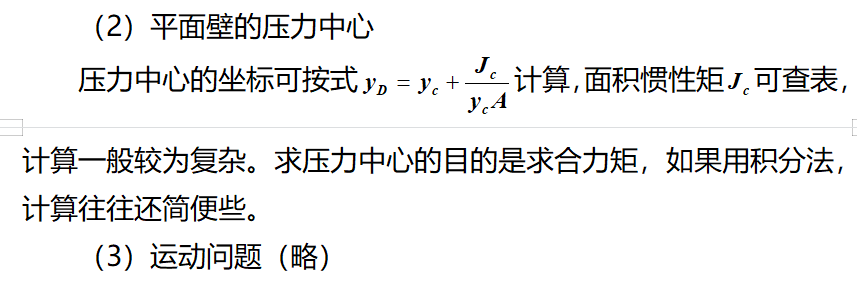 （2）平面壁的压力中心
压力中心的坐标可按式 y_D = y_c + J_c / (y_c A) 计算，面积惯性矩 J_c 可查表，
计算一般较为复杂。求压力中心的目的是求合力矩，如果用积分法，
计算往往还简便些。
（3）运动问题（略）